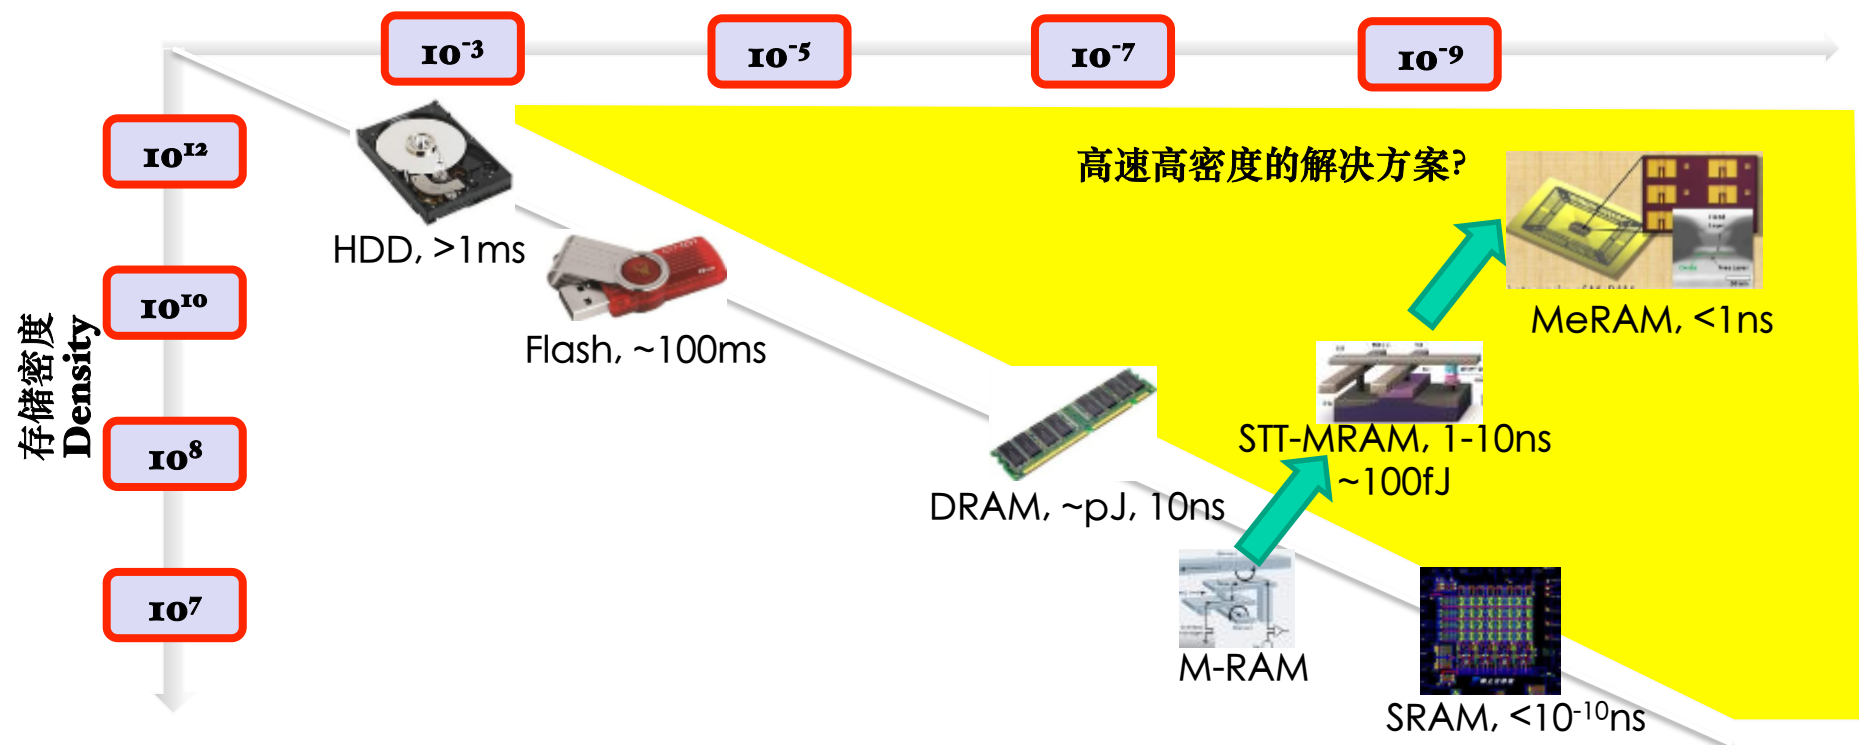 10⁻³
10⁻⁵
10⁻⁷
10⁻⁹
10¹²
10¹⁰
10⁸
10⁷
存储密度
Density
高速高密度的解决方案?
HDD, >1ms
Flash, ~100ms
DRAM, ~pJ, 10ns
M-RAM
STT-MRAM, 1-10ns
~100fJ
MeRAM, <1ns
SRAM, <10⁻¹⁰ns